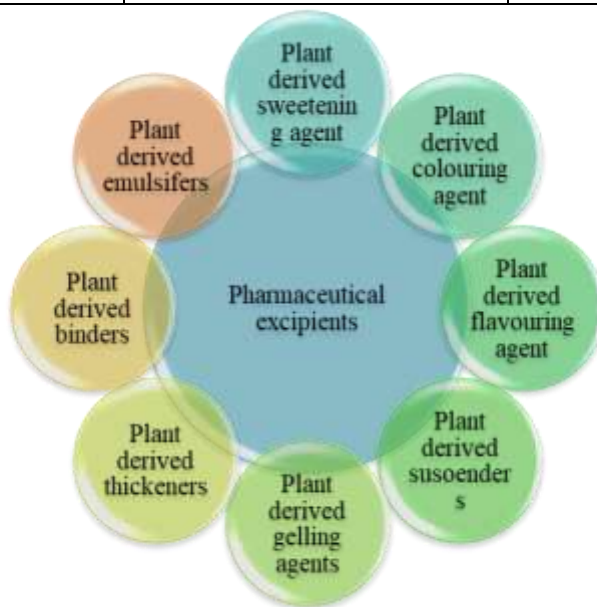 Plant
derived
sweetenin
g agent
Plant
derived
colouring
agent
Plant
derived
flavouring
agent
Plant
derived
susoender
s
Plant
derived
gelling
agents
Plant
derived
thickeners
Plant
derived
binders
Plant
derived
emulsifers
Pharmaceutical
excipients